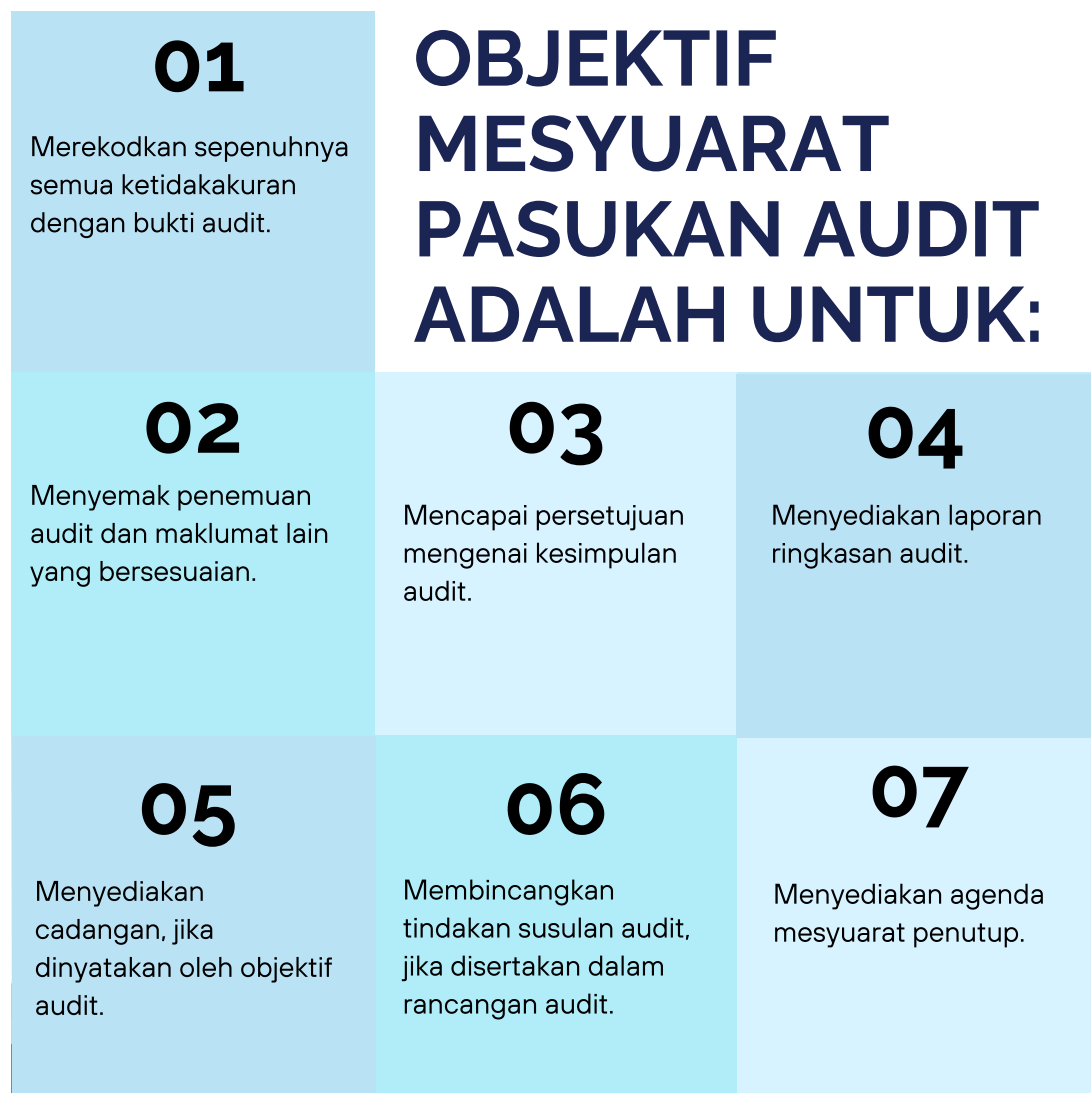 OBJEKTIF
MESYUARAT
PASUKAN AUDIT
ADALAH UNTUK:
01
Merekodkan sepenuhnya
semua ketidakakuran
dengan bukti audit.
02
Menyemak penemuan
audit dan maklumat lain
yang bersesuaian.
03
Mencapai persetujuan
mengenai kesimpulan
audit.
04
Menyediakan laporan
ringkasan audit.
05
Menyediakan
cadangan, jika
dinyatakan oleh objektif
audit.
06
Membincangkan
tindakan susulan audit,
jika disertakan dalam
rancangan audit.
07
Menyediakan agenda
mesyuarat penutup.